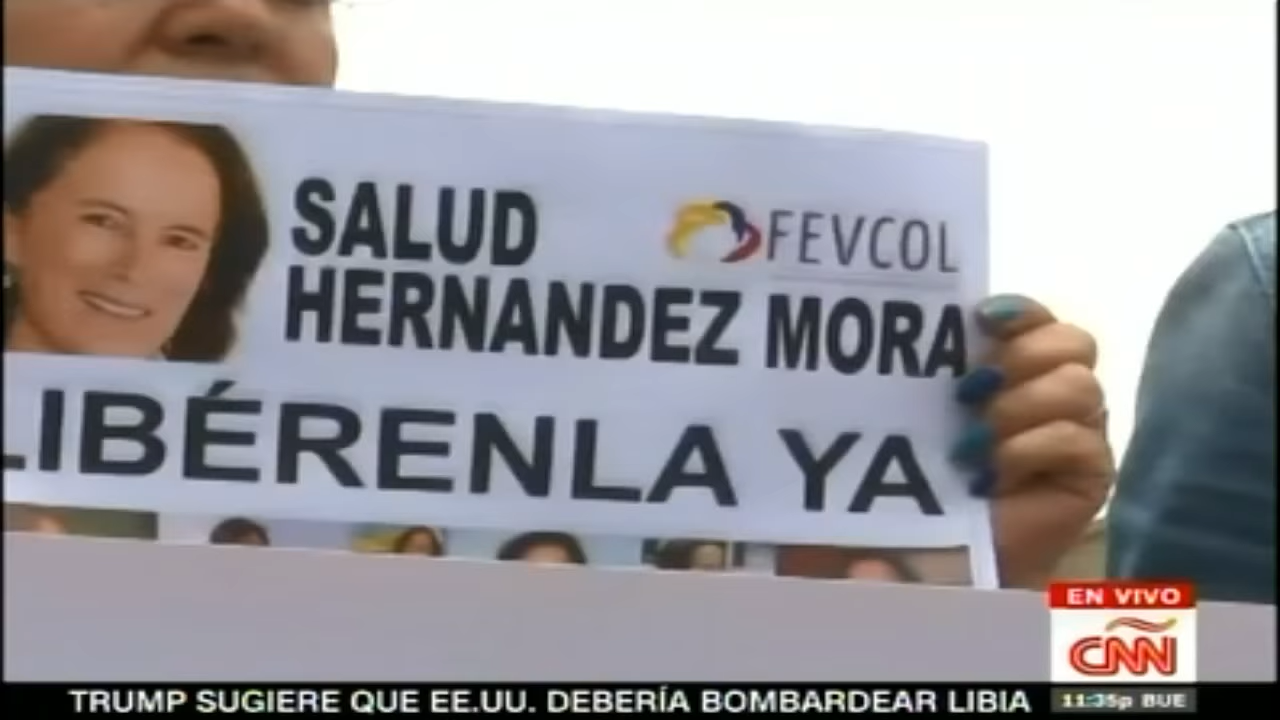 SALUD
FEVCOL
HERNANDEZ MORA
LIBÉRENLA YA
EN VIVO
CNN
TRUMP SUGIERE QUE EE.UU. DEBERÍA BOMBARDEAR LIBIA
11:35p BUE